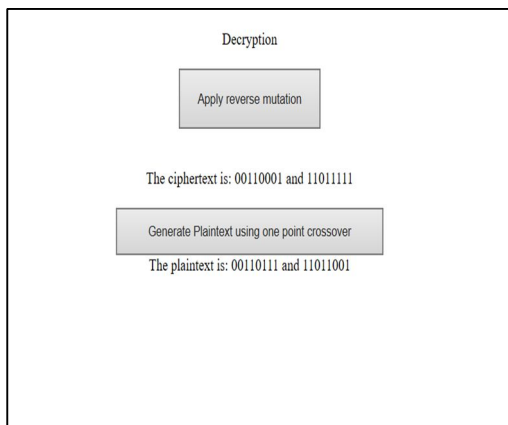 Decryption
Apply reverse mutation
The ciphertext is: 00110001 and 11011111
Generate Plaintext using one point crossover
The plaintext is: 00110111 and 11011001